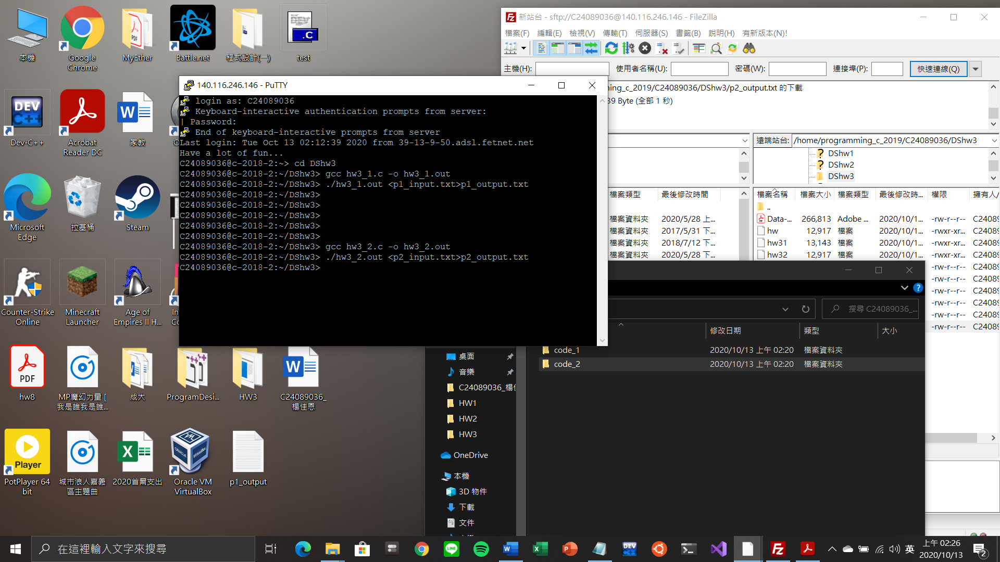 本機
Google Chrome
MyEther
Battle.net
程式設計(一)
test
Dev-C++
Acrobat Reader DC
家教
Microsoft Edge
拉基桶
Steam
Counter-Strike Online
Minecraft Launcher
Age of Empires II H...
hw8
MP魔幻力量 [ 我是誰我是誰...
成大
ProgramDesi...
HW3
C24089036_ 楊佳恩
PotPlayer 64 bit
城市浪人嘉義區主題曲
2020首爾支出
Oracle VM VirtualBox
p1_output
140.116.246.146 - PuTTY
login as: C24089036
Keyboard-interactive authentication prompts from server:
| Password:
End of keyboard-interactive prompts from server
Last login: Tue Oct 13 02:12:39 2020 from 39-13-9-50.adsl.fetnet.net
Have a lot of fun...
C24089036@c-2018-2:~> cd DShw3
C24089036@c-2018-2:~/DShw3> gcc hw3_1.c -o hw3_1.out
C24089036@c-2018-2:~/DShw3> ./hw3_1.out <p1_input.txt>p1_output.txt
C24089036@c-2018-2:~/DShw3>
C24089036@c-2018-2:~/DShw3>
C24089036@c-2018-2:~/DShw3>
C24089036@c-2018-2:~/DShw3>
C24089036@c-2018-2:~/DShw3>
C24089036@c-2018-2:~/DShw3> gcc hw3_2.c -o hw3_2.out
C24089036@c-2018-2:~/DShw3> ./hw3_2.out <p2_input.txt>p2_output.txt
C24089036@c-2018-2:~/DShw3>
新站台 - sftp://C24089036@140.116.246.146 - FileZilla
檔案(F) 編輯(E) 檢視(V) 傳輸(T) 伺服器(S) 書籤(B) 說明(H) 有新版本(N)!
主機(H): 使用者名稱(U): 密碼(W): 連接埠(P): 快速連線(Q)
ing_c_2019/C24089036/DShw3/p2_output.txt 的下載
39 Byte (全部 1 秒)
遠端站台: /home/programming_c_2019/C24089036/DShw3
DShw1
DShw2
DShw3
檔案類型 最後修改時間
檔案資料夾 2020/5/28 上...
檔案資料夾 2017/5/31 下...
檔案資料夾 2018/7/12 下...
檔案資料夾 2020/5/28 下...
檔案名稱 檔案大小 檔案類型 最後修改時... 權限 擁有人/
..
Data-... 266,813 Adobe ... 2020/10/1... -rw-r--r-- C24089
hw 12,917 檔案 2020/10/1... -rwxr-xr... C24089
hw31 13,143 檔案 2020/10/1... -rwxr-xr... C24089
hw32 12,917 檔案 2020/10/1... -rwxr-xr... C24089
-rw-r--r-- C24089
-rw-r--r-- C24089
-rw-r--r-- C24089
-rw-r--r-- C24089
-rw-r--r-- C24089
-rw-r--r-- C24089
搜尋 C24089036_...
修改日期 類型 大小
code_1 2020/10/13 上午 02:20 檔案資料夾
code_2 2020/10/13 上午 02:20 檔案資料夾
桌面
音樂
C24089036_楊
HW1
HW2
HW3
OneDrive
本機
3D 物件
下載
文件
在這裡輸入文字來搜尋
英
上午 02:26
2020/10/13
2